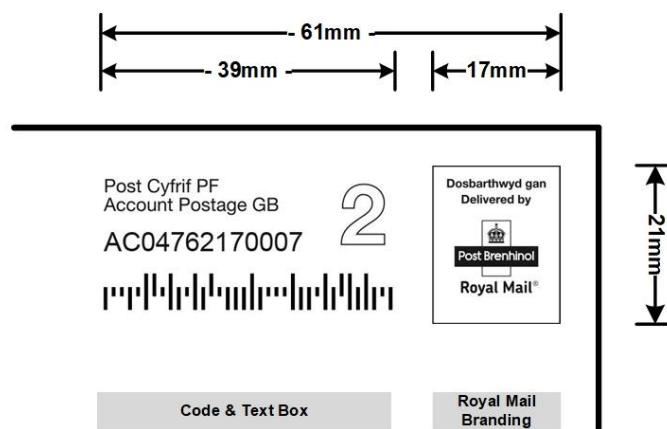 - 61mm -
- 39mm -
17mm
Post Cyfrif PF
Account Postage GB
2
AC04762170007
Dosbarthwyd gan
Delivered by
Post Brenhinol
Royal Mail®
21mm
Code & Text Box
Royal Mail
Branding